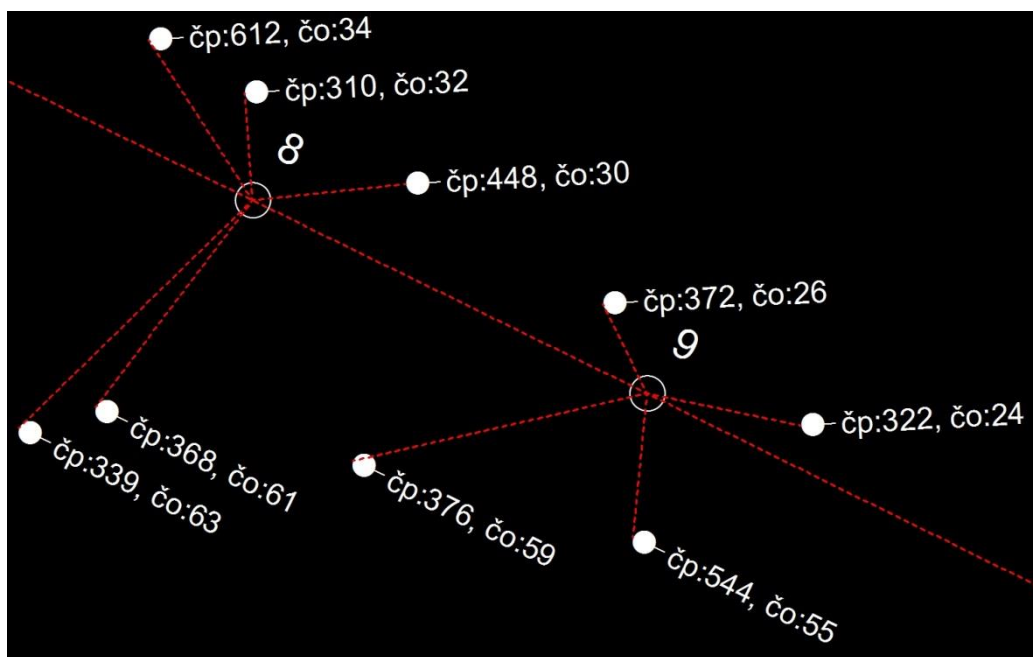 čp:612, čo:34
čp:310, čo:32
8
čp:448, čo:30
čp:372, čo:26
9
čp:322, čo:24
čp:368, čo:61
čp:339, čo:63
čp:376, čo:59
čp:544, čo:55